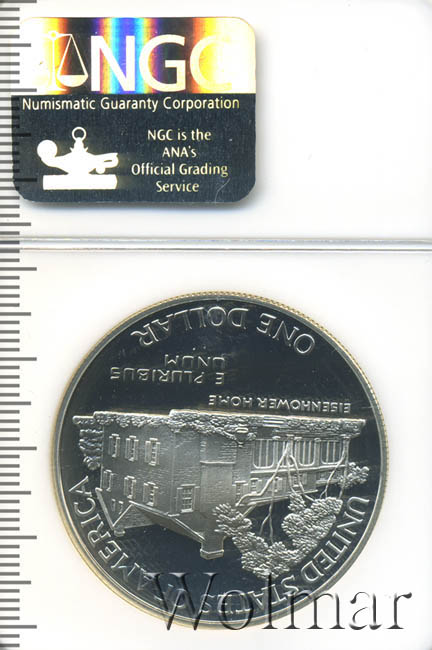 NGC
Numismatic Guaranty Corporation
NGC is the
ANA's
Official Grading
Service
ONE DOLLAR
E PLURIBUS
UNUM
EISENHOWER HOME
UNITED STATES OF AMERICA
Wolmar